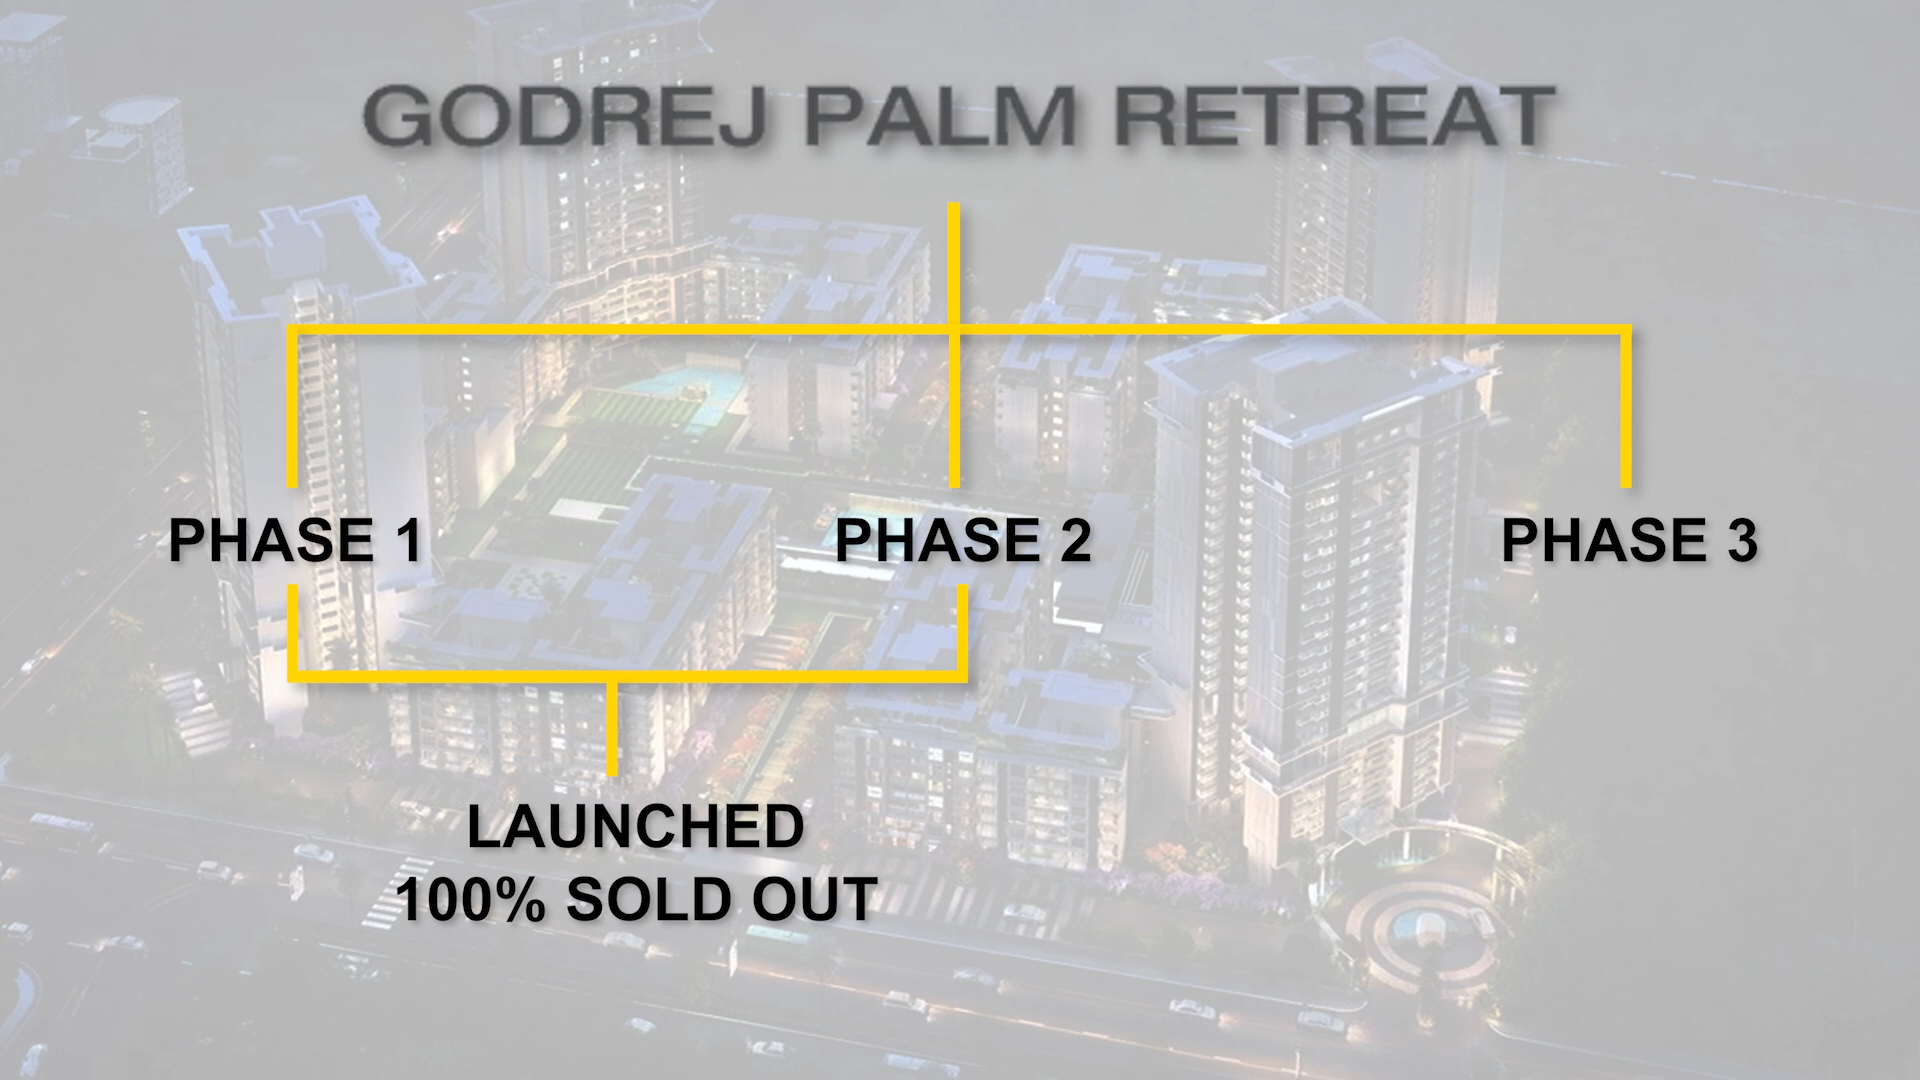 GODREJ PALM RETREAT
PHASE 1
PHASE 2
PHASE 3
LAUNCHED
100% SOLD OUT